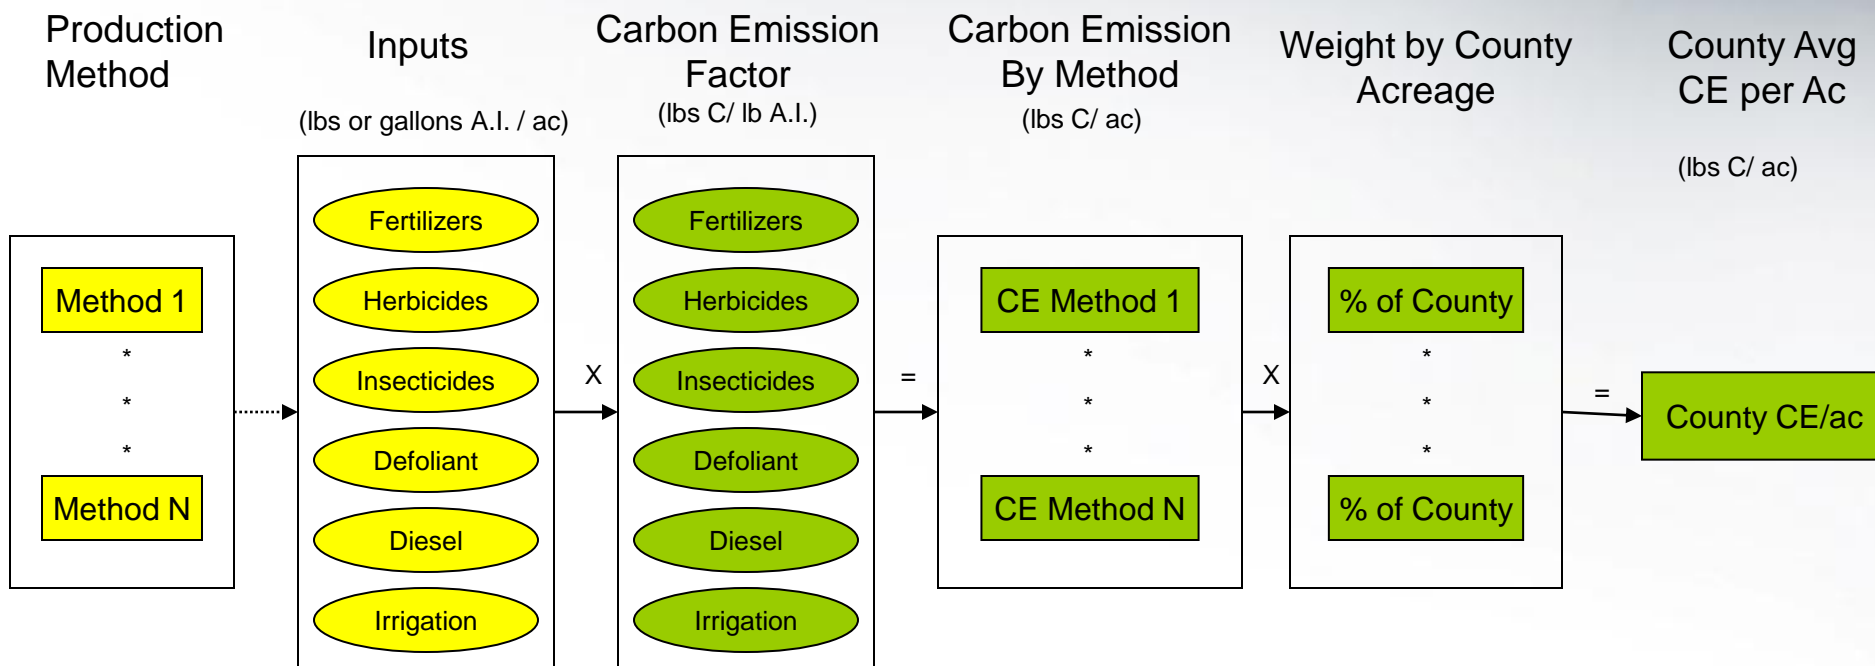 Production
Method
Inputs
(lbs or gallons A.I. / ac)
Carbon Emission
Factor
(lbs C/ lb A.I.)
Carbon Emission
By Method
(lbs C/ ac)
Weight by County
Acreage
County Avg
CE per Ac
(lbs C/ ac)
Method 1
*
*
*
Method N
Fertilizers
Herbicides
Insecticides
Defoliant
Diesel
Irrigation
X
Fertilizers
Herbicides
Insecticides
Defoliant
Diesel
Irrigation
=
CE Method 1
*
*
*
CE Method N
X
% of County
*
*
*
% of County
=
County CE/ac